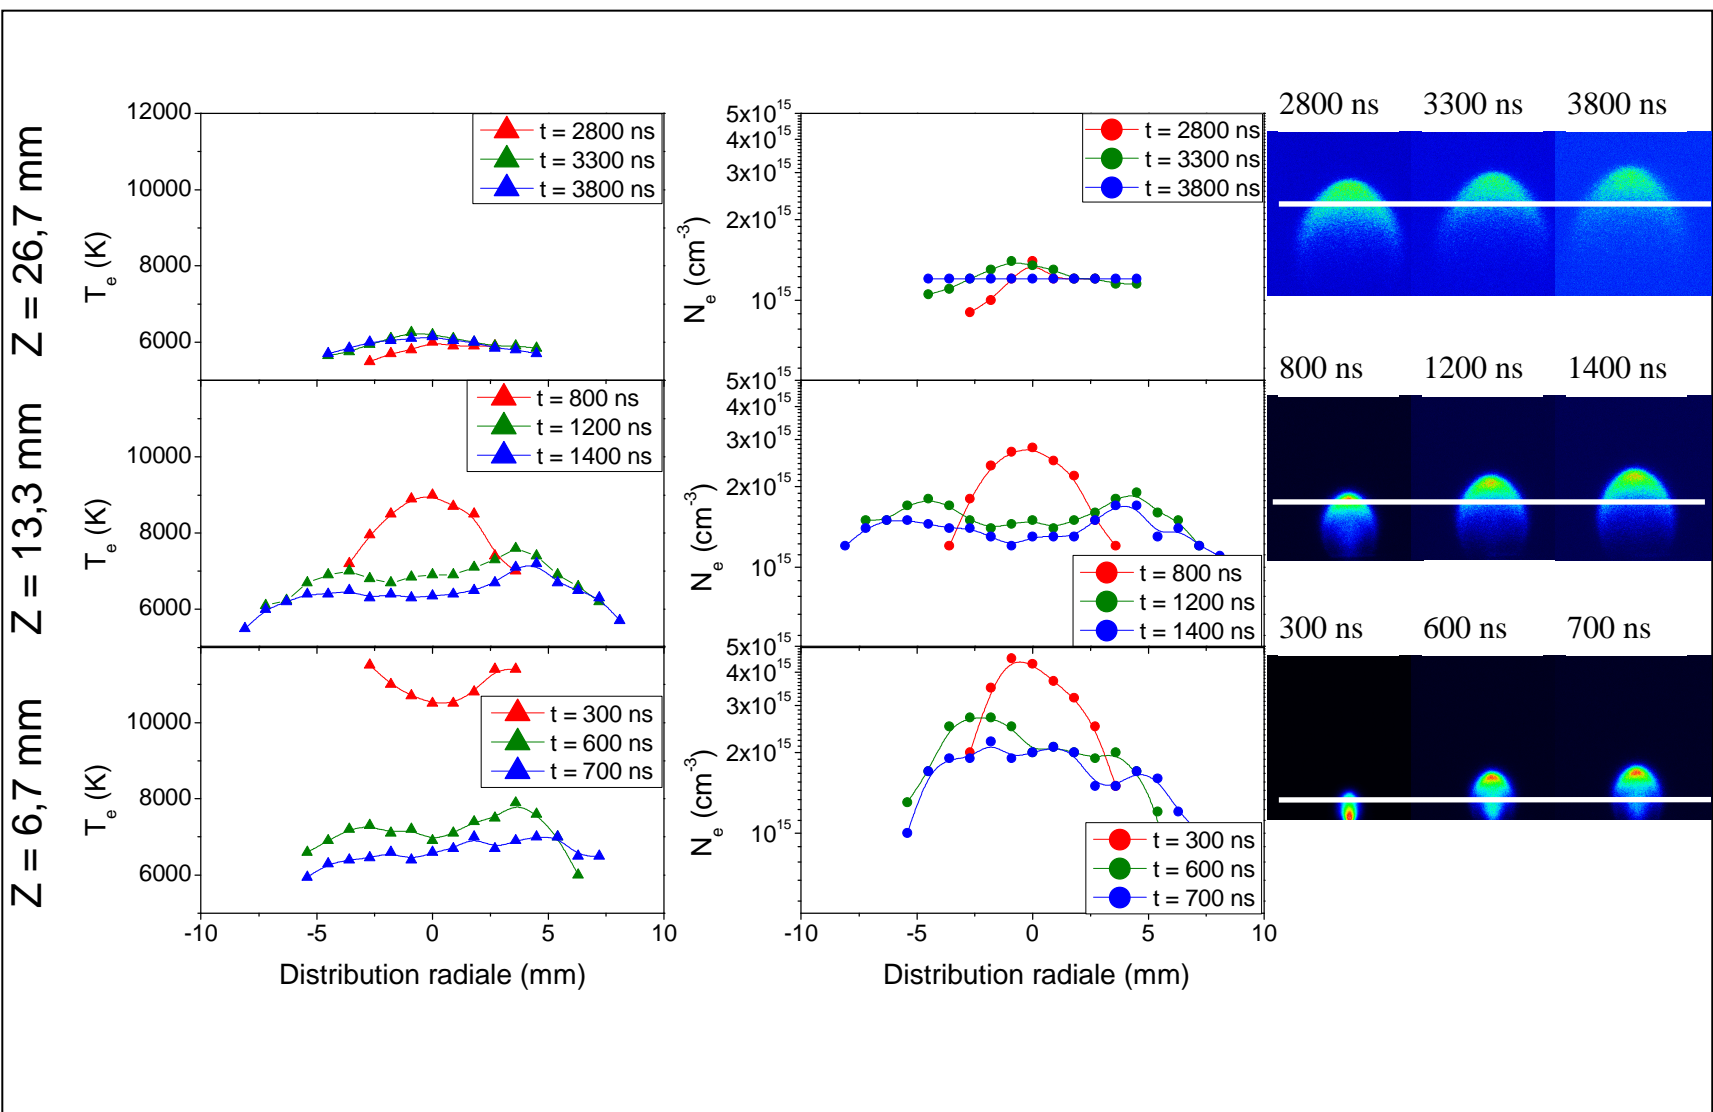 Z = 26,7 mm
12000
10000
8000
6000
T_e (K)
t = 2800 ns
t = 3300 ns
t = 3800 ns
5x10^15
4x10^15
3x10^15
2x10^15
10^15
N_e (cm^-3)
t = 2800 ns
t = 3300 ns
t = 3800 ns
2800 ns 3300 ns 3800 ns
Z = 13,3 mm
10000
8000
6000
T_e (K)
t = 800 ns
t = 1200 ns
t = 1400 ns
5x10^15
4x10^15
3x10^15
2x10^15
10^15
N_e (cm^-3)
t = 800 ns
t = 1200 ns
t = 1400 ns
800 ns 1200 ns 1400 ns
Z = 6,7 mm
10000
8000
6000
T_e (K)
t = 300 ns
t = 600 ns
t = 700 ns
5x10^15
4x10^15
3x10^15
2x10^15
10^15
N_e (cm^-3)
t = 300 ns
t = 600 ns
t = 700 ns
300 ns 600 ns 700 ns
-10 -5 0 5 10
Distribution radiale (mm)
-10 -5 0 5 10
Distribution radiale (mm)